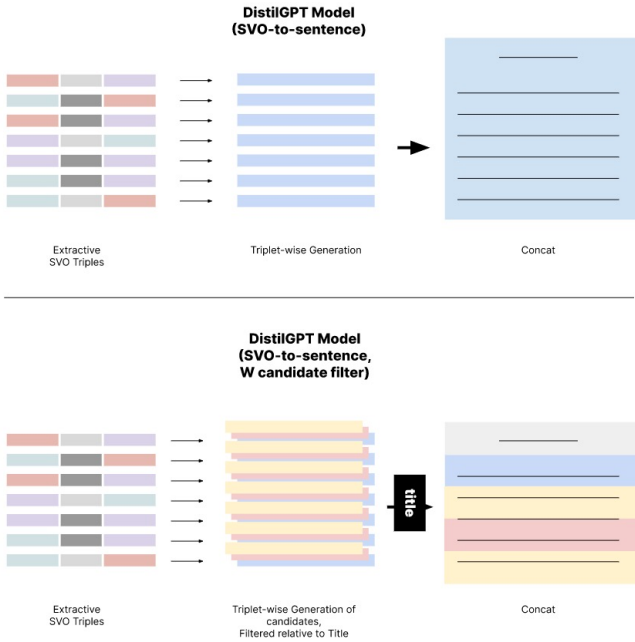 DistilGPT Model
(SVO-to-sentence)
Extractive
SVO Triples
Triplet-wise Generation
Concat
DistilGPT Model
(SVO-to-sentence,
W candidate filter)
title
Extractive
SVO Triples
Triplet-wise Generation of
candidates,
Filtered relative to Title
Concat